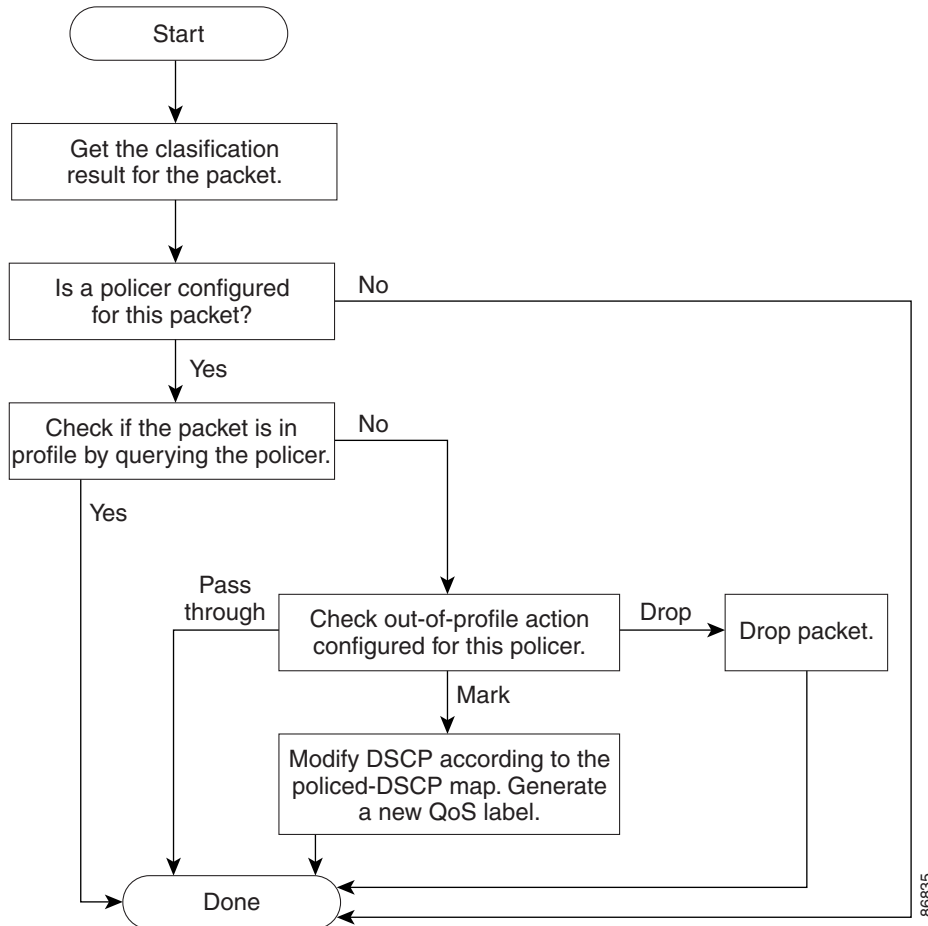 Start
Get the clasification
result for the packet.
Is a policer configured
for this packet?
No
Yes
Check if the packet is in
profile by querying the policer.
No
Yes
Pass
through
Check out-of-profile action
configured for this policer.
Drop
Drop packet.
Mark
Modify DSCP according to the
policed-DSCP map. Generate
a new QoS label.
Done
86835